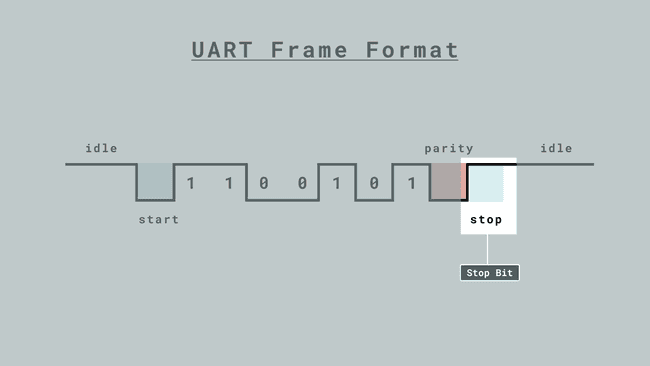 UART Frame Format
idle parity idle
1 1 0 0 1 0 1
start stop
Stop Bit